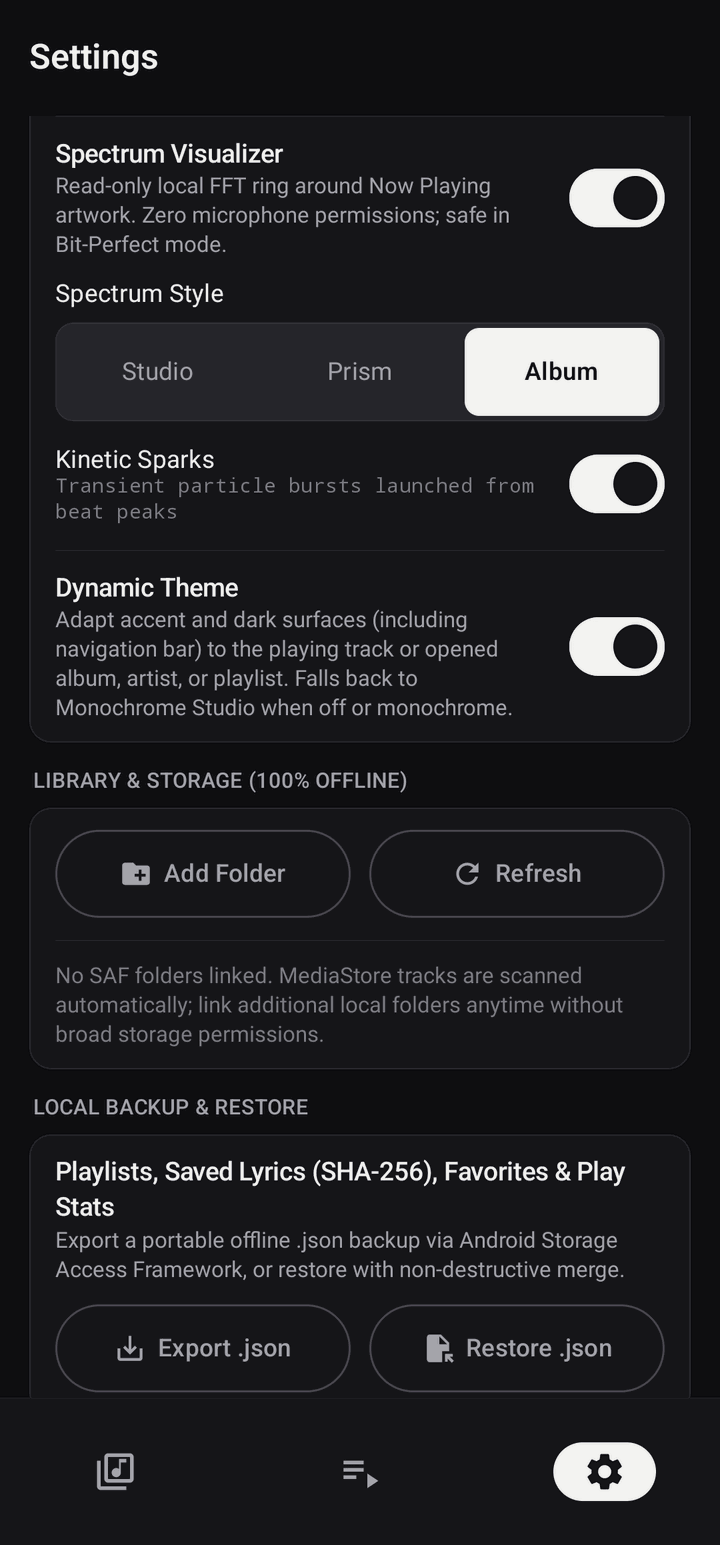 Settings
Spectrum Visualizer
Read-only local FFT ring around Now Playing
artwork. Zero microphone permissions; safe in
Bit-Perfect mode.
Spectrum Style
Studio
Prism
Album
Kinetic Sparks
Transient particle bursts launched from
beat peaks
Dynamic Theme
Adapt accent and dark surfaces (including
navigation bar) to the playing track or opened
album, artist, or playlist. Falls back to
Monochrome Studio when off or monochrome.
LIBRARY & STORAGE (100% OFFLINE)
Add Folder
Refresh
No SAF folders linked. MediaStore tracks are scanned
automatically; link additional local folders anytime without
broad storage permissions.
LOCAL BACKUP & RESTORE
Playlists, Saved Lyrics (SHA-256), Favorites & Play
Stats
Export a portable offline .json backup via Android Storage
Access Framework, or restore with non-destructive merge.
Export .json
Restore .json